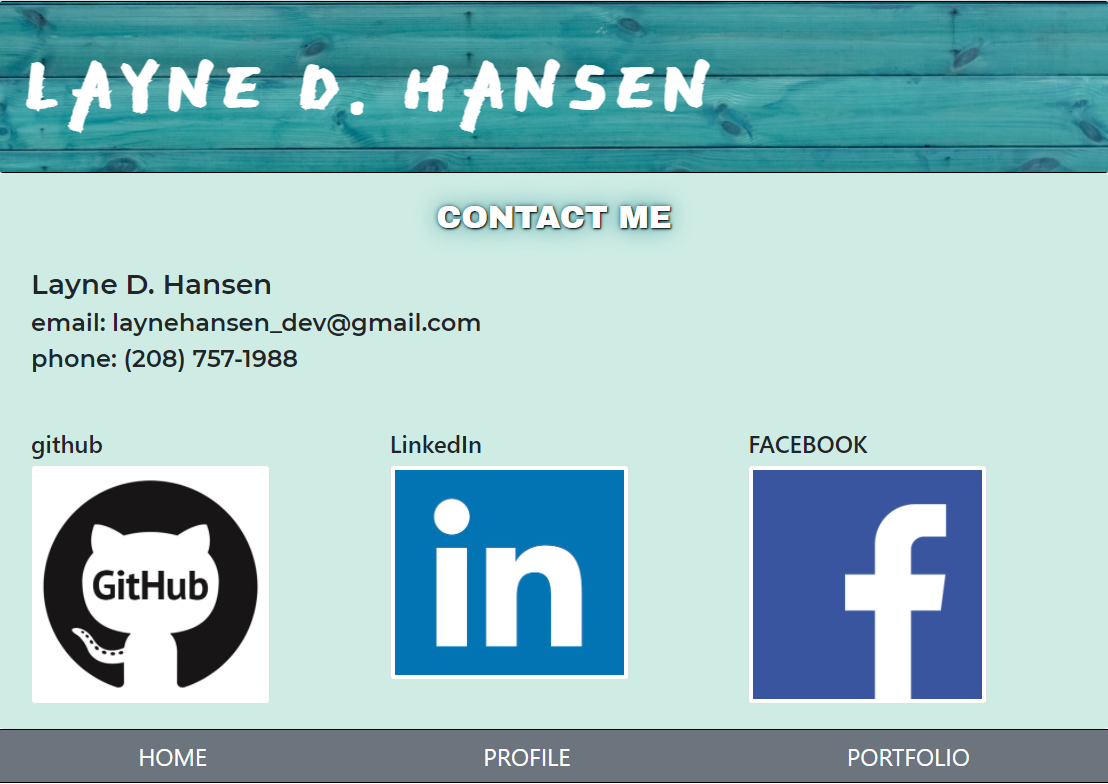 LAYNE D. HANSEN
CONTACT ME
Layne D. Hansen
email: laynehansen_dev@gmail.com
phone: (208) 757-1988
github LinkedIn FACEBOOK
GitHub in f
HOME PROFILE PORTFOLIO